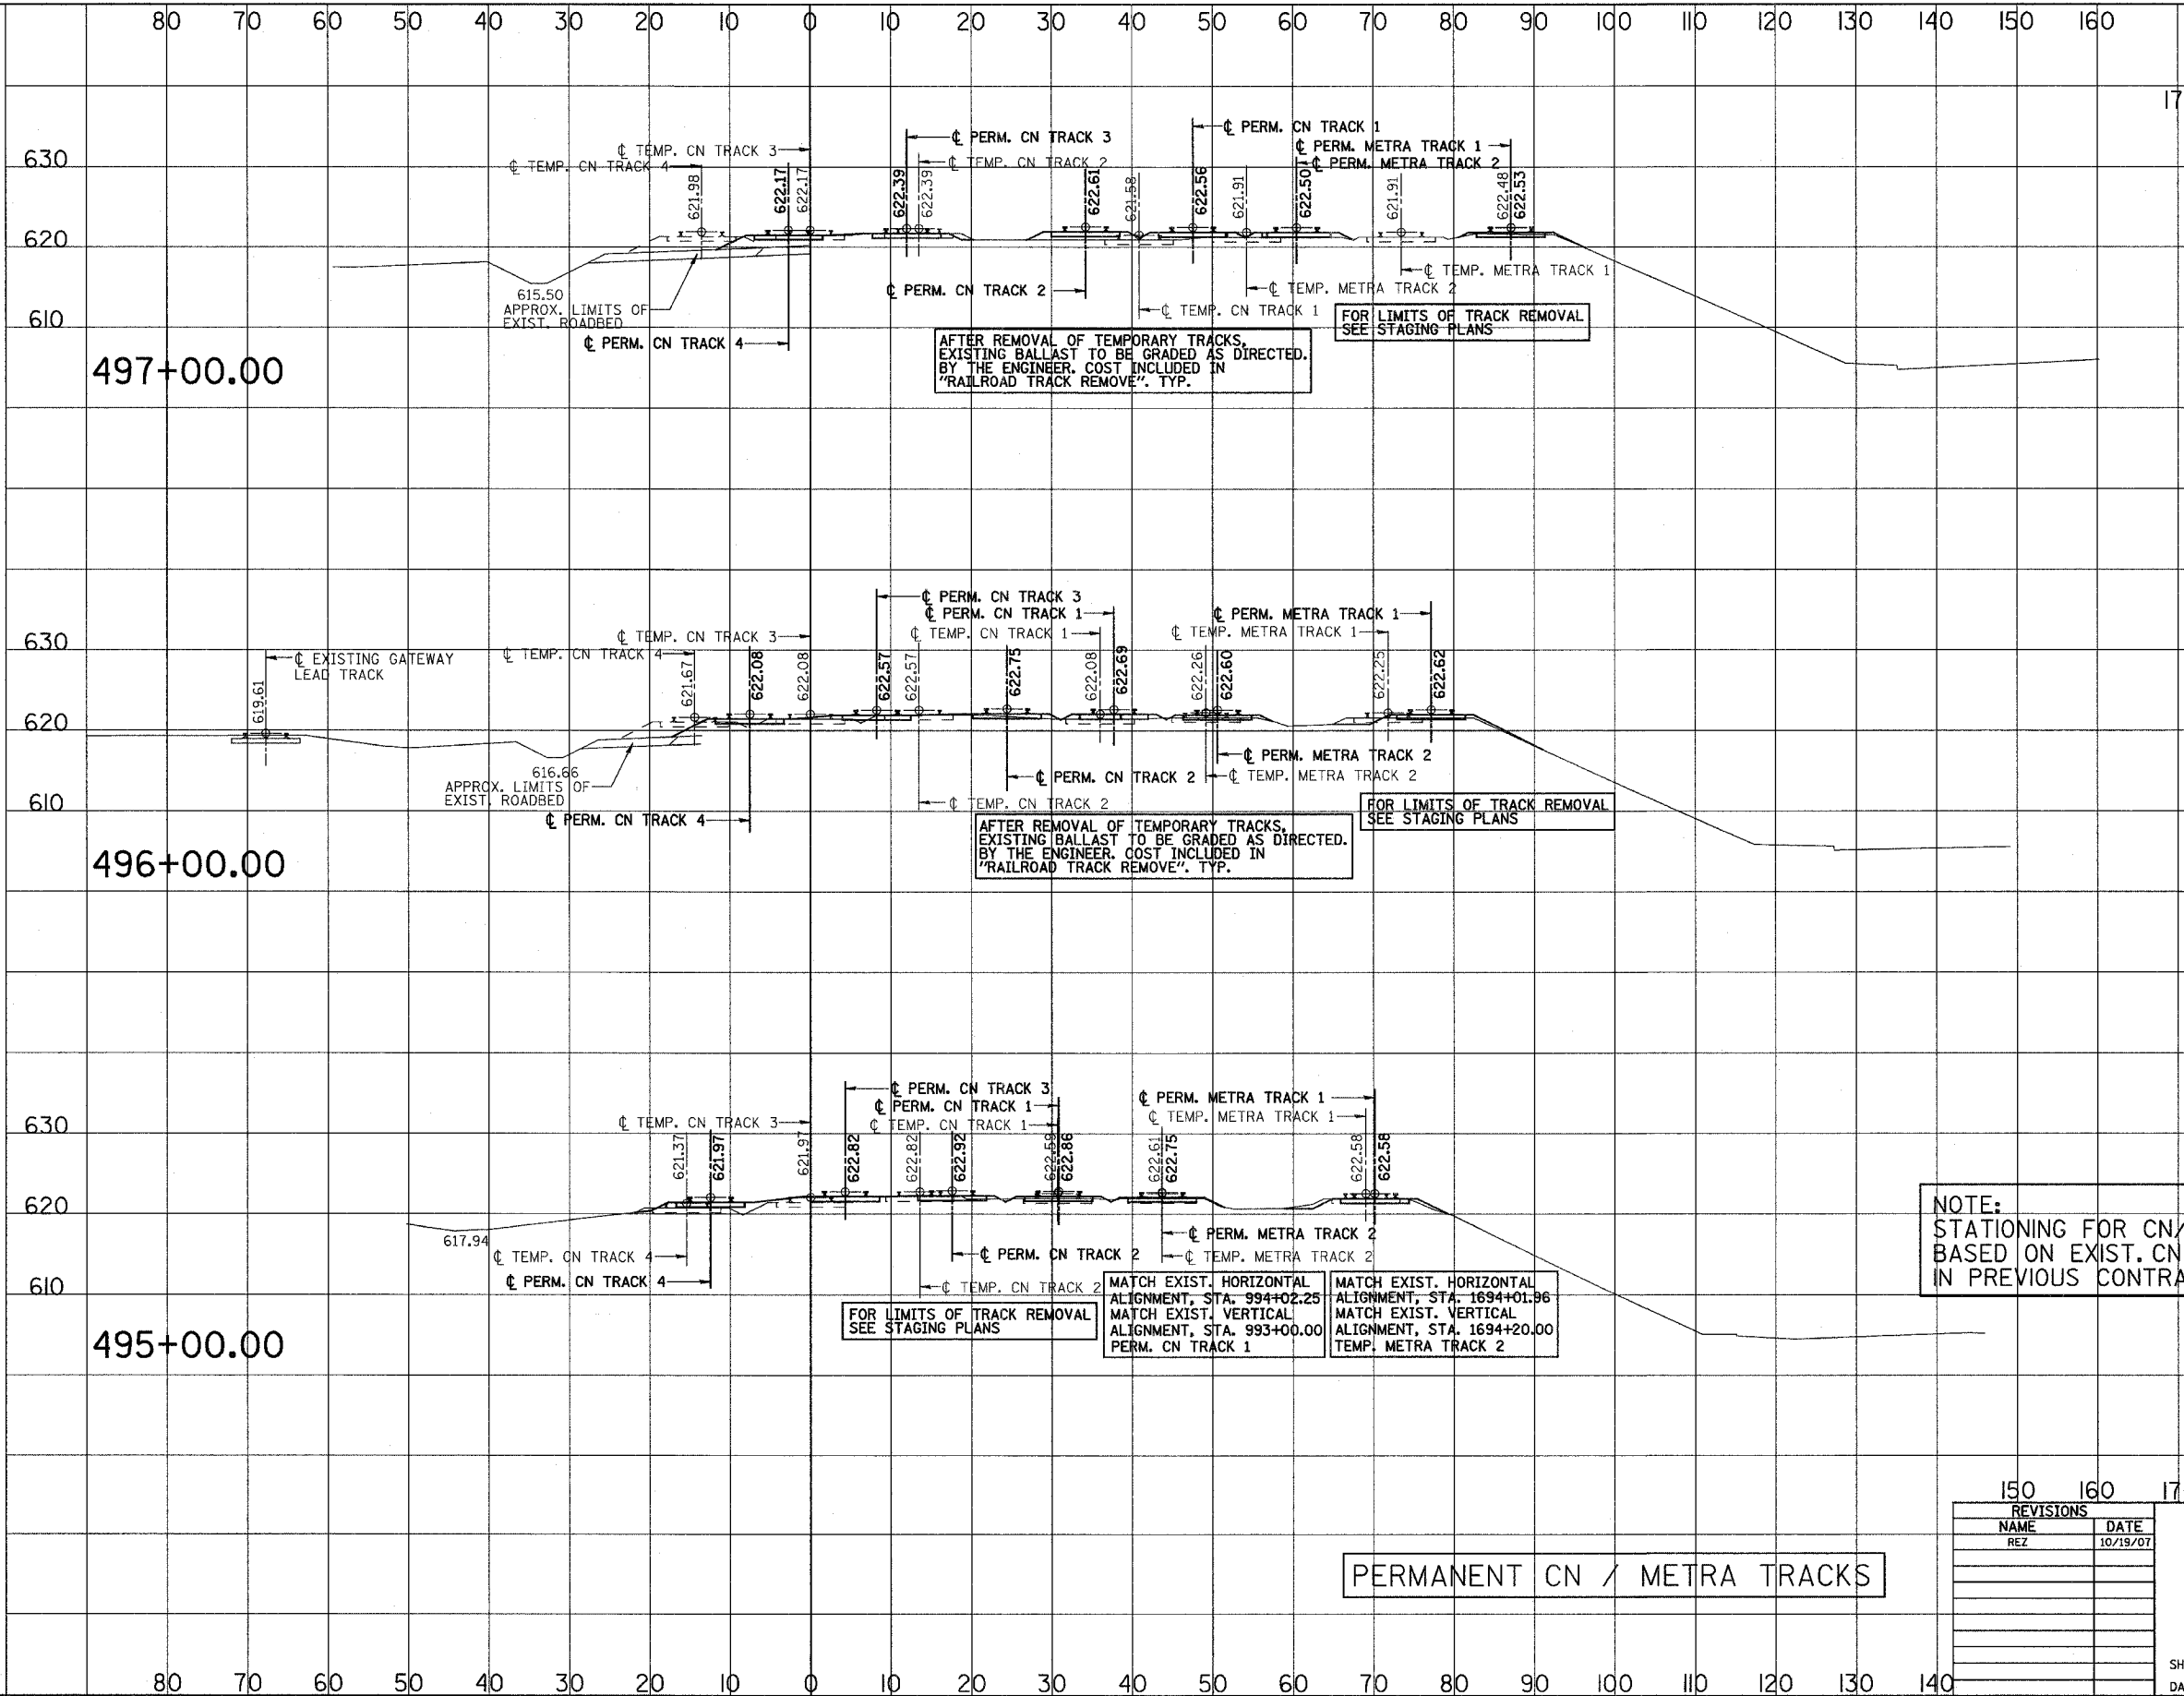 80 70 60 50 40 30 20 10 0 10 20 30 40 50 60 70 80 90 100 110 120 130 140 150 160
17
℄ PERM. CN TRACK 1
℄ PERM. CN TRACK 3
℄ TEMP. CN TRACK 3
℄ PERM. METRA TRACK 1
630
℄ TEMP. CN TRACK 4
℄ TEMP. CN TRACK 2
℄ PERM. METRA TRACK 2
621.98 622.17 622.17 622.39 622.39 622.61 621.58 622.56 621.91 622.50 621.91 622.48 622.53
620
℄ TEMP. METRA TRACK 1
℄ PERM. CN TRACK 2
℄ TEMP. METRA TRACK 2
615.50
APPROX. LIMITS OF
EXIST. ROADBED
℄ TEMP. CN TRACK 1
610
℄ PERM. CN TRACK 4
FOR LIMITS OF TRACK REMOVAL
SEE STAGING PLANS
AFTER REMOVAL OF TEMPORARY TRACKS,
EXISTING BALLAST TO BE GRADED AS DIRECTED.
BY THE ENGINEER. COST INCLUDED IN
"RAILROAD TRACK REMOVE". TYP.
497+00.00
℄ PERM. CN TRACK 3
℄ PERM. CN TRACK 1
℄ PERM. METRA TRACK 1
℄ TEMP. CN TRACK 3
℄ TEMP. CN TRACK 1
℄ TEMP. METRA TRACK 1
630
℄ EXISTING GATEWAY
LEAD TRACK
℄ TEMP. CN TRACK 4
619.61 621.67 622.08 622.08 622.57 622.57 622.75 622.08 622.69 622.26 622.60 622.25 622.62
620
℄ PERM. METRA TRACK 2
616.66
APPROX. LIMITS OF
EXIST. ROADBED
℄ PERM. CN TRACK 2
℄ TEMP. METRA TRACK 2
℄ TEMP. CN TRACK 2
610
℄ PERM. CN TRACK 4
FOR LIMITS OF TRACK REMOVAL
SEE STAGING PLANS
AFTER REMOVAL OF TEMPORARY TRACKS,
EXISTING BALLAST TO BE GRADED AS DIRECTED.
BY THE ENGINEER. COST INCLUDED IN
"RAILROAD TRACK REMOVE". TYP.
496+00.00
℄ PERM. CN TRACK 3
℄ PERM. CN TRACK 1
℄ PERM. METRA TRACK 1
℄ TEMP. CN TRACK 3
℄ TEMP. CN TRACK 1
℄ TEMP. METRA TRACK 1
630
621.37 621.97 621.97 622.82 622.82 622.92 622.86 622.61 622.75 622.58 622.58
620
617.94
℄ PERM. METRA TRACK 2
℄ TEMP. CN TRACK 4
℄ PERM. CN TRACK 2
℄ TEMP. METRA TRACK 2
℄ PERM. CN TRACK 4
℄ TEMP. CN TRACK 2
610
FOR LIMITS OF TRACK REMOVAL
SEE STAGING PLANS
MATCH EXIST. HORIZONTAL
ALIGNMENT, STA. 994+02.25
MATCH EXIST. VERTICAL
ALIGNMENT, STA. 993+00.00
PERM. CN TRACK 1
MATCH EXIST. HORIZONTAL
ALIGNMENT, STA. 1694+01.96
MATCH EXIST. VERTICAL
ALIGNMENT, STA. 1694+20.00
TEMP. METRA TRACK 2
NOTE:
STATIONING FOR CN/
BASED ON EXIST. CN
IN PREVIOUS CONTRA
495+00.00
150 160 17
REVISIONS
NAME DATE
REZ 10/19/07
PERMANENT CN / METRA TRACKS
SH
DA
80 70 60 50 40 30 20 10 0 10 20 30 40 50 60 70 80 90 100 110 120 130 140